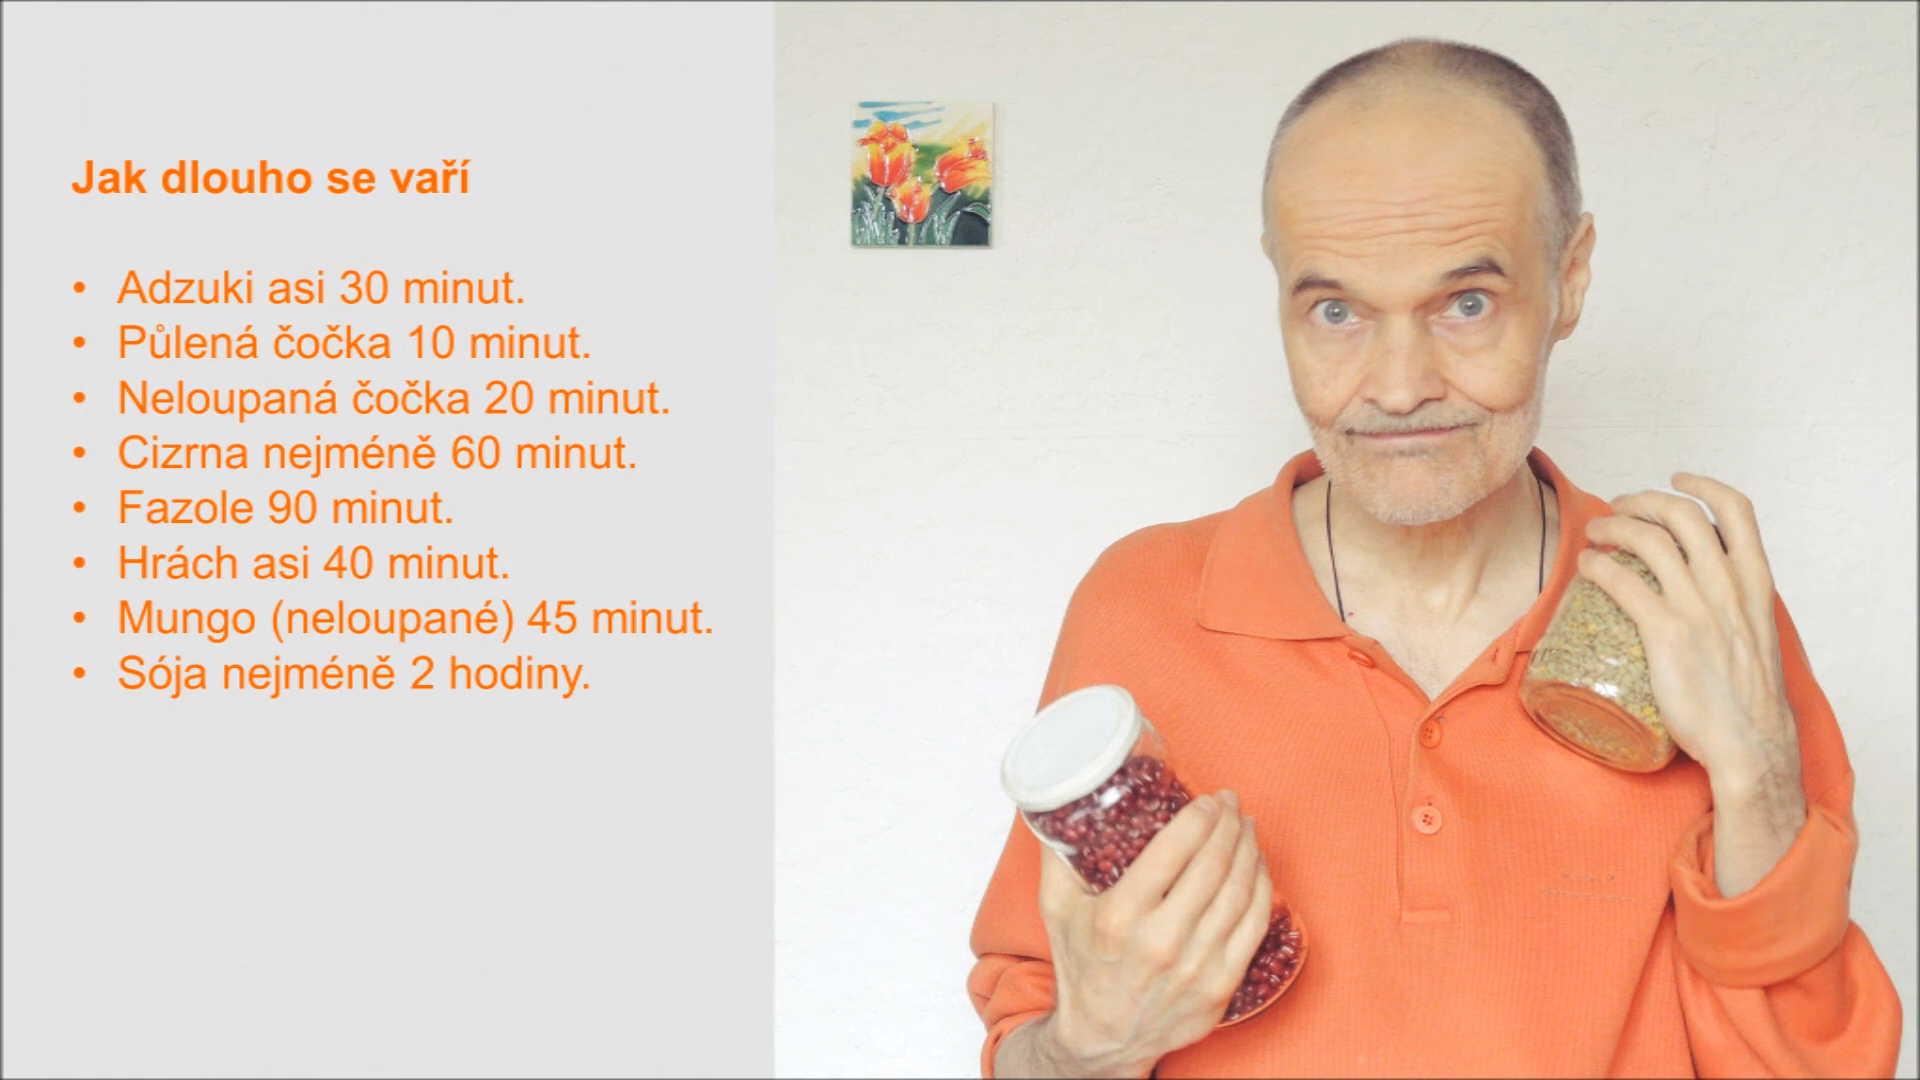 Jak dlouho se vaří
• Adzuki asi 30 minut.
• Půlená čočka 10 minut.
• Neloupaná čočka 20 minut.
• Cizrna nejméně 60 minut.
• Fazole 90 minut.
• Hrách asi 40 minut.
• Mungo (neloupané) 45 minut.
• Sója nejméně 2 hodiny.